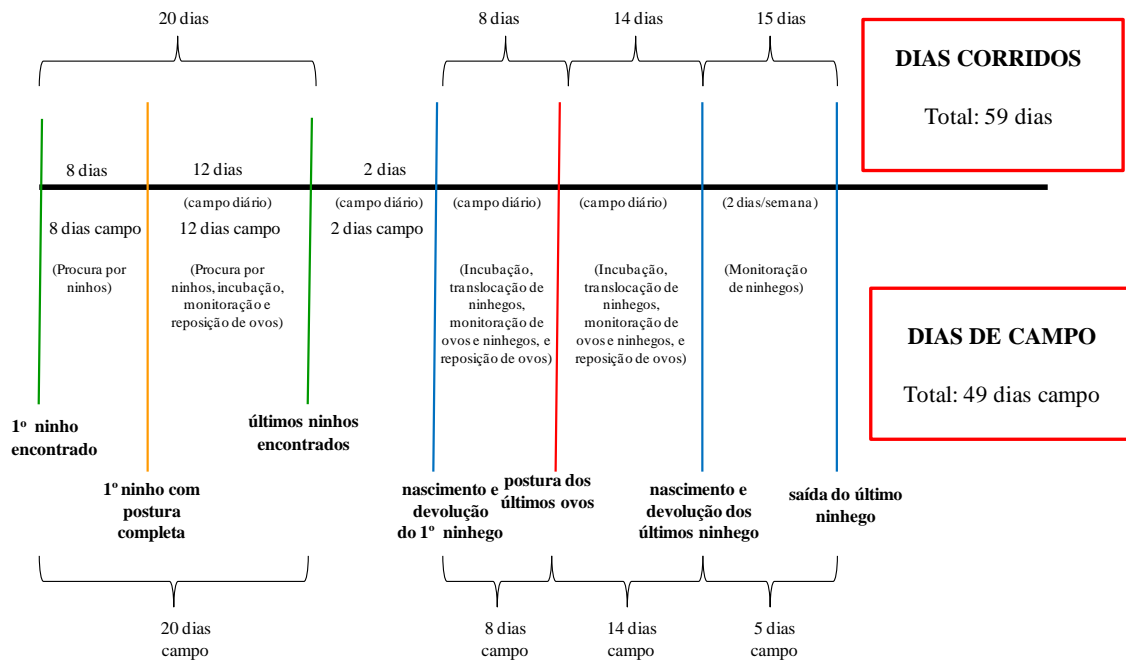 20 dias
8 dias
14 dias
15 dias
DIAS CORRIDOS
Total: 59 dias
8 dias
12 dias
2 dias
(campo diário)
(campo diário)
(campo diário)
(campo diário)
(2 dias/semana)
8 dias campo
12 dias campo
2 dias campo
(Procura por
ninhos)
(Procura por
ninhos, incubação,
monitoração e
reposição de ovos)
(Incubação,
translocação de
ninhegos,
monitoração de
ovos e ninhegos, e
reposição de ovos)
(Incubação,
translocação de
ninhegos,
monitoração de
ovos e ninhegos, e
reposição de ovos)
(Monitoração
de ninhegos)
DIAS DE CAMPO
Total: 49 dias campo
1º ninho
encontrado
1º ninho com
postura
completa
últimos ninhos
encontrados
nascimento e
devolução
do 1º ninhego
postura dos
últimos ovos
nascimento e
devolução dos
últimos ninhego
saída do último
ninhego
20 dias
campo
8 dias
campo
14 dias
campo
5 dias
campo